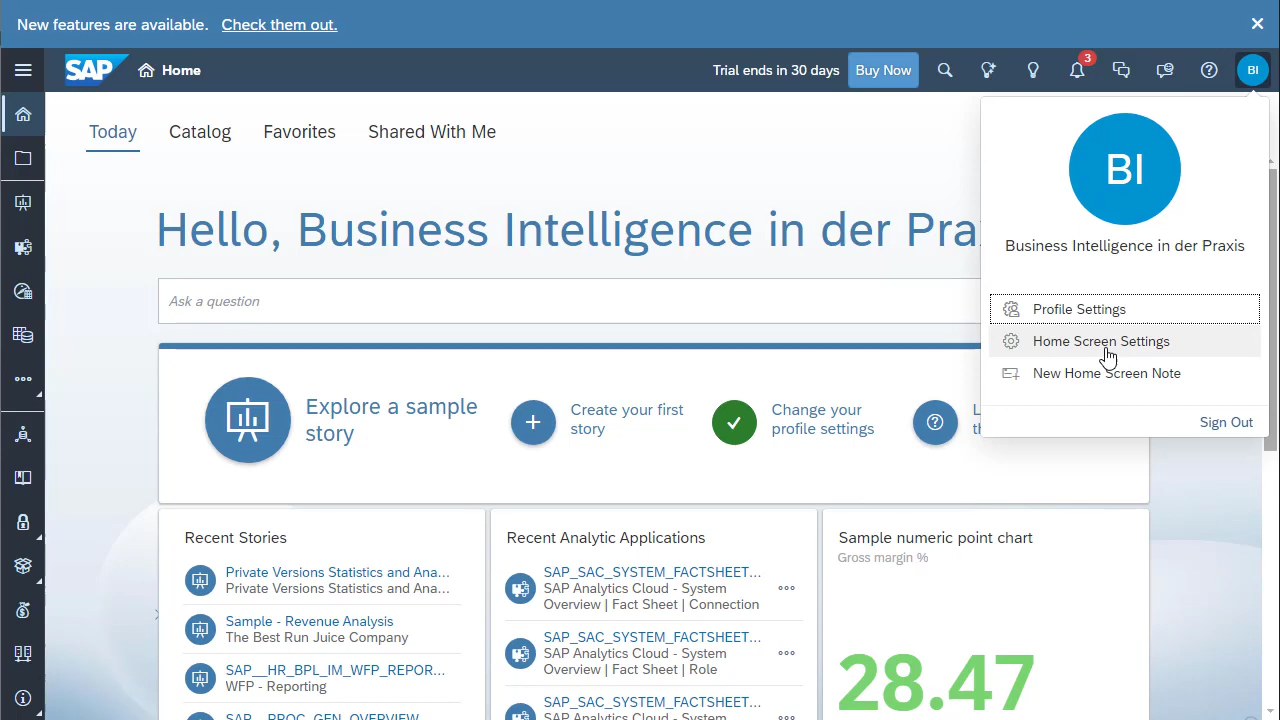 New features are available. Check them out.
SAP Home
Trial ends in 30 days Buy Now 3 BI
Today Catalog Favorites Shared With Me
BI
Business Intelligence in der Praxis
Profile Settings
Home Screen Settings
New Home Screen Note
Sign Out
Hello, Business Intelligence in der Pra
Ask a question
Explore a sample
story
Create your first
story
Change your
profile settings
Recent Stories
Private Versions Statistics and Ana...
Private Versions Statistics and Ana...
Sample - Revenue Analysis
The Best Run Juice Company
SAP__HR_BPL_IM_WFP_REPOR...
WFP - Reporting
SAP__PROC_GEN_OVERVIEW
Recent Analytic Applications
SAP_SAC_SYSTEM_FACTSHEET...
SAP Analytics Cloud - System
Overview | Fact Sheet | Connection
SAP_SAC_SYSTEM_FACTSHEET...
SAP Analytics Cloud - System
Overview | Fact Sheet | Role
SAP_SAC_SYSTEM_FACTSHEET...
Sample numeric point chart
Gross margin %
28.47